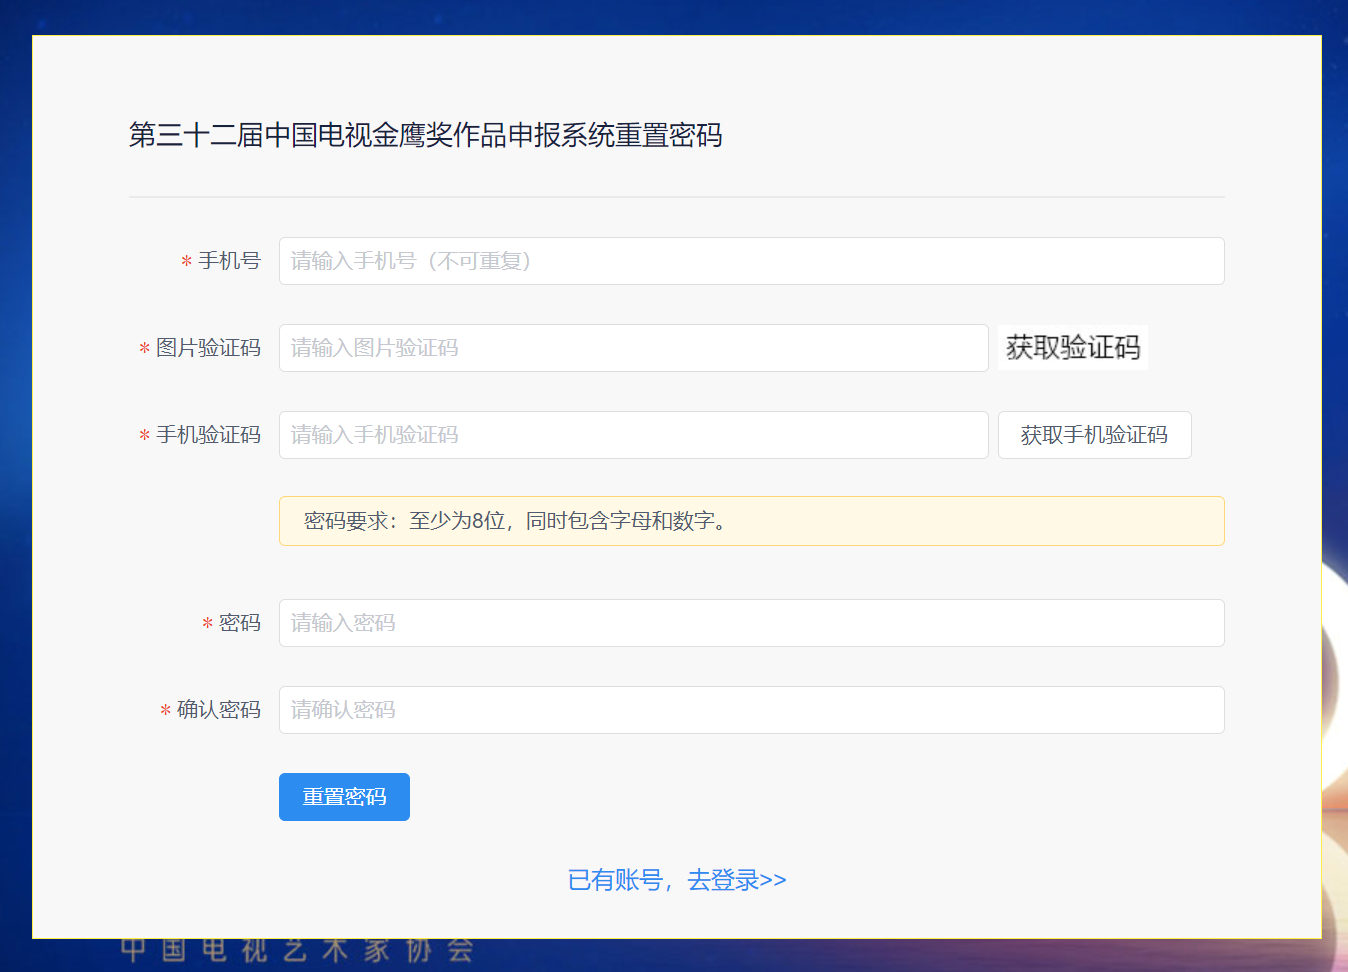 第三十二届中国电视金鹰奖作品申报系统重置密码
* 手机号 请输入手机号（不可重复）
* 图片验证码 请输入图片验证码 获取验证码
* 手机验证码 请输入手机验证码 获取手机验证码
密码要求：至少为8位，同时包含字母和数字。
* 密码 请输入密码
* 确认密码 请确认密码
重置密码
已有账号，去登录>>
中国电视艺术家协会